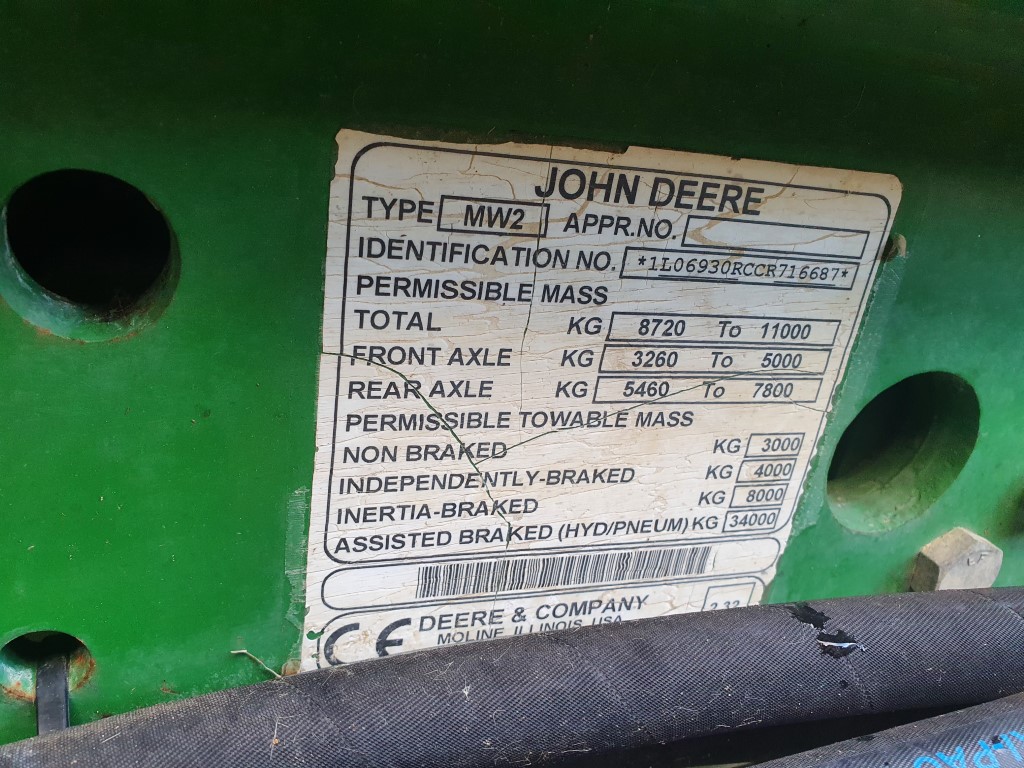 JOHN DEERE
TYPE MW2 APPR.NO.
IDENTIFICATION NO. *1L06930RCCR716687*
PERMISSIBLE MASS
TOTAL KG 8720 To 11000
FRONT AXLE KG 3260 To 5000
REAR AXLE KG 5460 To 7800
PERMISSIBLE TOWABLE MASS
NON BRAKED KG 3000
INDEPENDENTLY-BRAKED KG 4000
INERTIA-BRAKED KG 8000
ASSISTED BRAKED (HYD/PNEUM) KG 34000
CE DEERE & COMPANY
MOLINE ILLINOIS USA